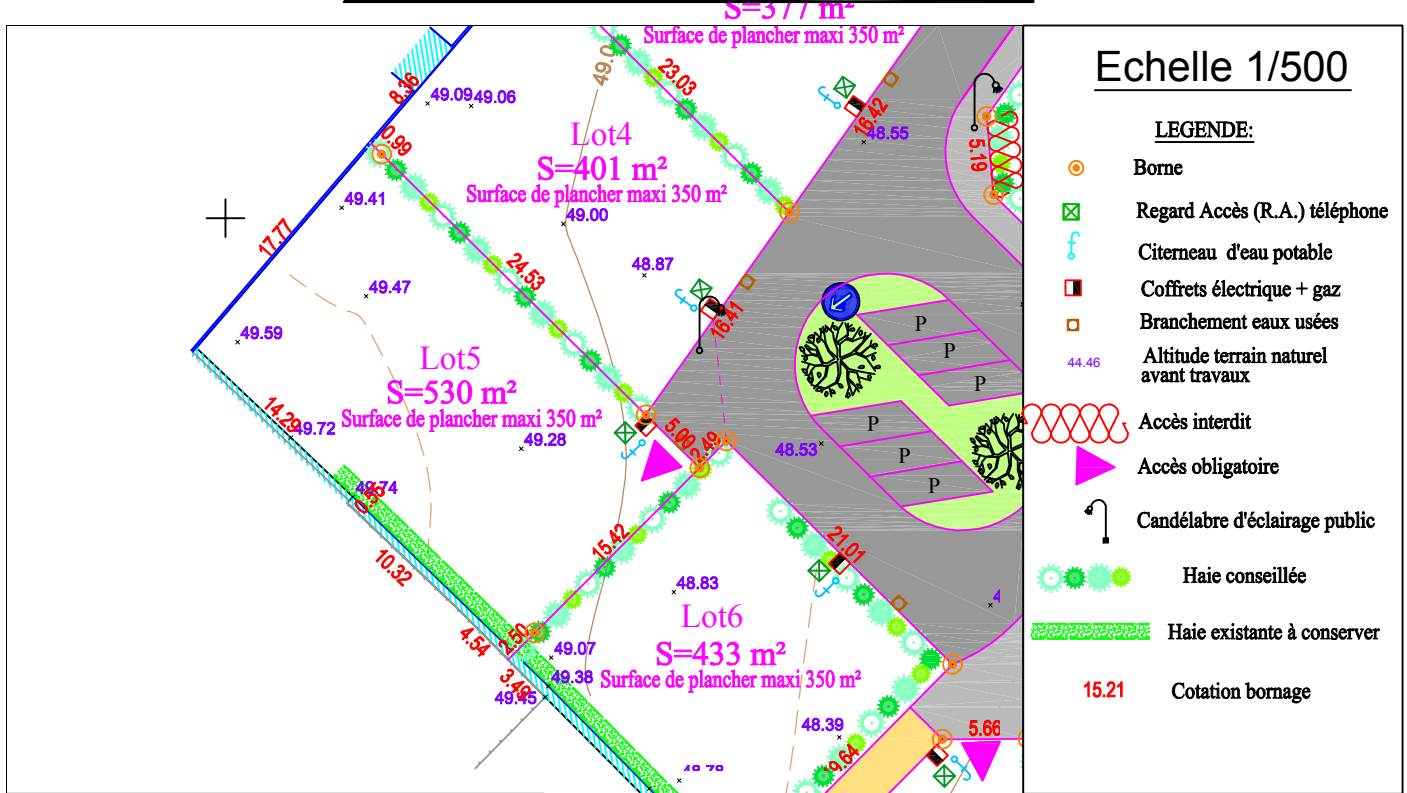 S=377 m²
Surface de plancher maxi 350 m²
49.0
23.03
8.36
49.09
49.06
0.99
16.42
48.55
5.19
Lot4
S=401 m²
Surface de plancher maxi 350 m²
49.00
49.41
17.77
24.53
48.87
49.47
16.41
49.59
Lot5
S=530 m²
Surface de plancher maxi 350 m²
14.29
49.72
49.28
5.00
48.53
P
P
P
P
P
P
49.74
10.32
15.42
21.01
4.54
2.50
3.49
48.83
Lot6
S=433 m²
Surface de plancher maxi 350 m²
49.07
49.38
49.45
48.39
19.64
48.78
4
5.66
Echelle 1/500
LEGENDE:
Borne
Regard Accès (R.A.) téléphone
Citerneau d'eau potable
Coffrets électrique + gaz
Branchement eaux usées
44.46
Altitude terrain naturel
avant travaux
Accès interdit
Accès obligatoire
Candélabre d'éclairage public
Haie conseillée
Haie existante à conserver
15.21
Cotation bornage